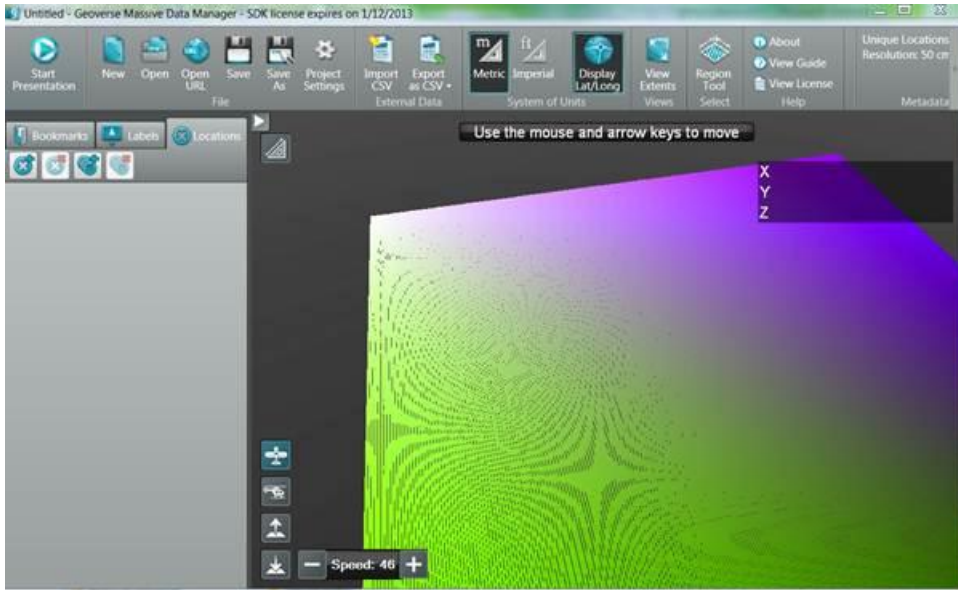 Untitled - Geoverse Massive Data Manager - SDK license expires on 1/12/2013
Start Presentation
New
Open
Open URL
Save
Save As
Project Settings
File
Import CSV
Export as CSV
External Data
m
Metric
ft
Imperial
Display Lat/Long
System of Units
View Extents
Views
Region Tool
Select
About
View Guide
View License
Help
Unique Locations
Resolution: 50 cm
Metadata
Bookmarks
Labels
Locations
Use the mouse and arrow keys to move
X
Y
Z
Speed: 46